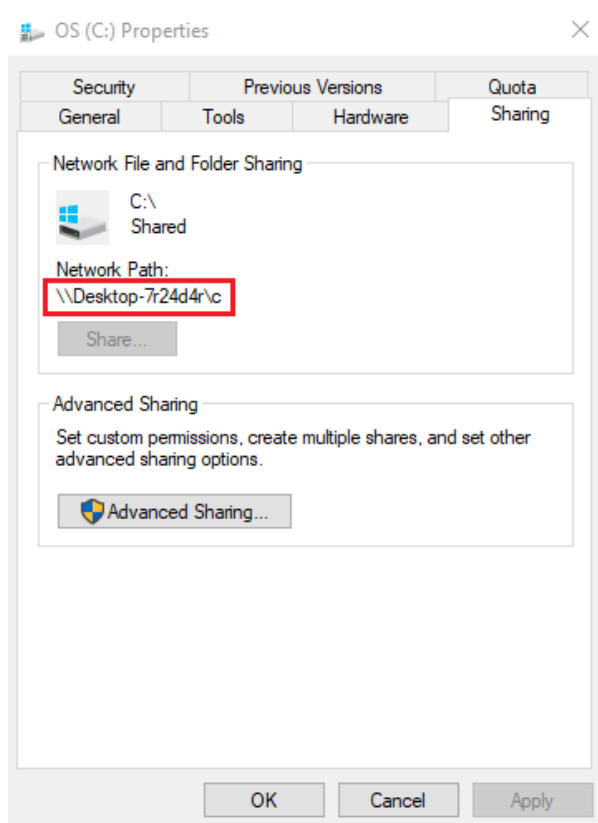 OS (C:) Properties
Security
Previous Versions
Quota
General
Tools
Hardware
Sharing
Network File and Folder Sharing
C:\
Shared
Network Path:
\\Desktop-7r24d4r\c
Share...
Advanced Sharing
Set custom permissions, create multiple shares, and set other
advanced sharing options.
Advanced Sharing...
OK
Cancel
Apply